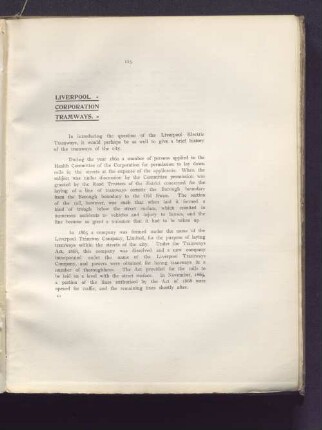 LIVERPOOL. -
CORPORATION
TRAMWAYS. -
In introducing the question of the Liverpool Electric
Tramways, it would perhaps be as well to give a brief history
of the tramways of the city.
During the year 1860 a number of persons applied to the
Health Committee of the Corporation for permission to lay down
rails in the streets at the expense of the applicants. When the
subject was under discussion by the Committee permission was
granted by the Road Trustees of the District concerned for the
laying of a line of tramways outside the Borough boundary
from the Borough boundary to the Old Swan. The section
of the rail, however, was such that when laid it formed a
kind of trough below the street surface, which resulted in
numerous accidents to vehicles and injury to horses, and the
line became so great a nuisance that it had to be taken up.
In 1865 a company was formed under the name of the
Liverpool Tramway Company, Limited, for the purpose of laying
tramways within the streets of the city. Under the Tramways
Act, 1868, this company was dissolved and a new company
incorporated under the name of the Liverpool Tramways
Company, and powers were obtained for laying tramways in a
number of thoroughfares. The Act provided for the rails to
be laid on a level with the street surface. In November, 1869,
a portion of the lines authorised by the Act of 1868 were
opened for traffic, and the remaining lines shortly after.